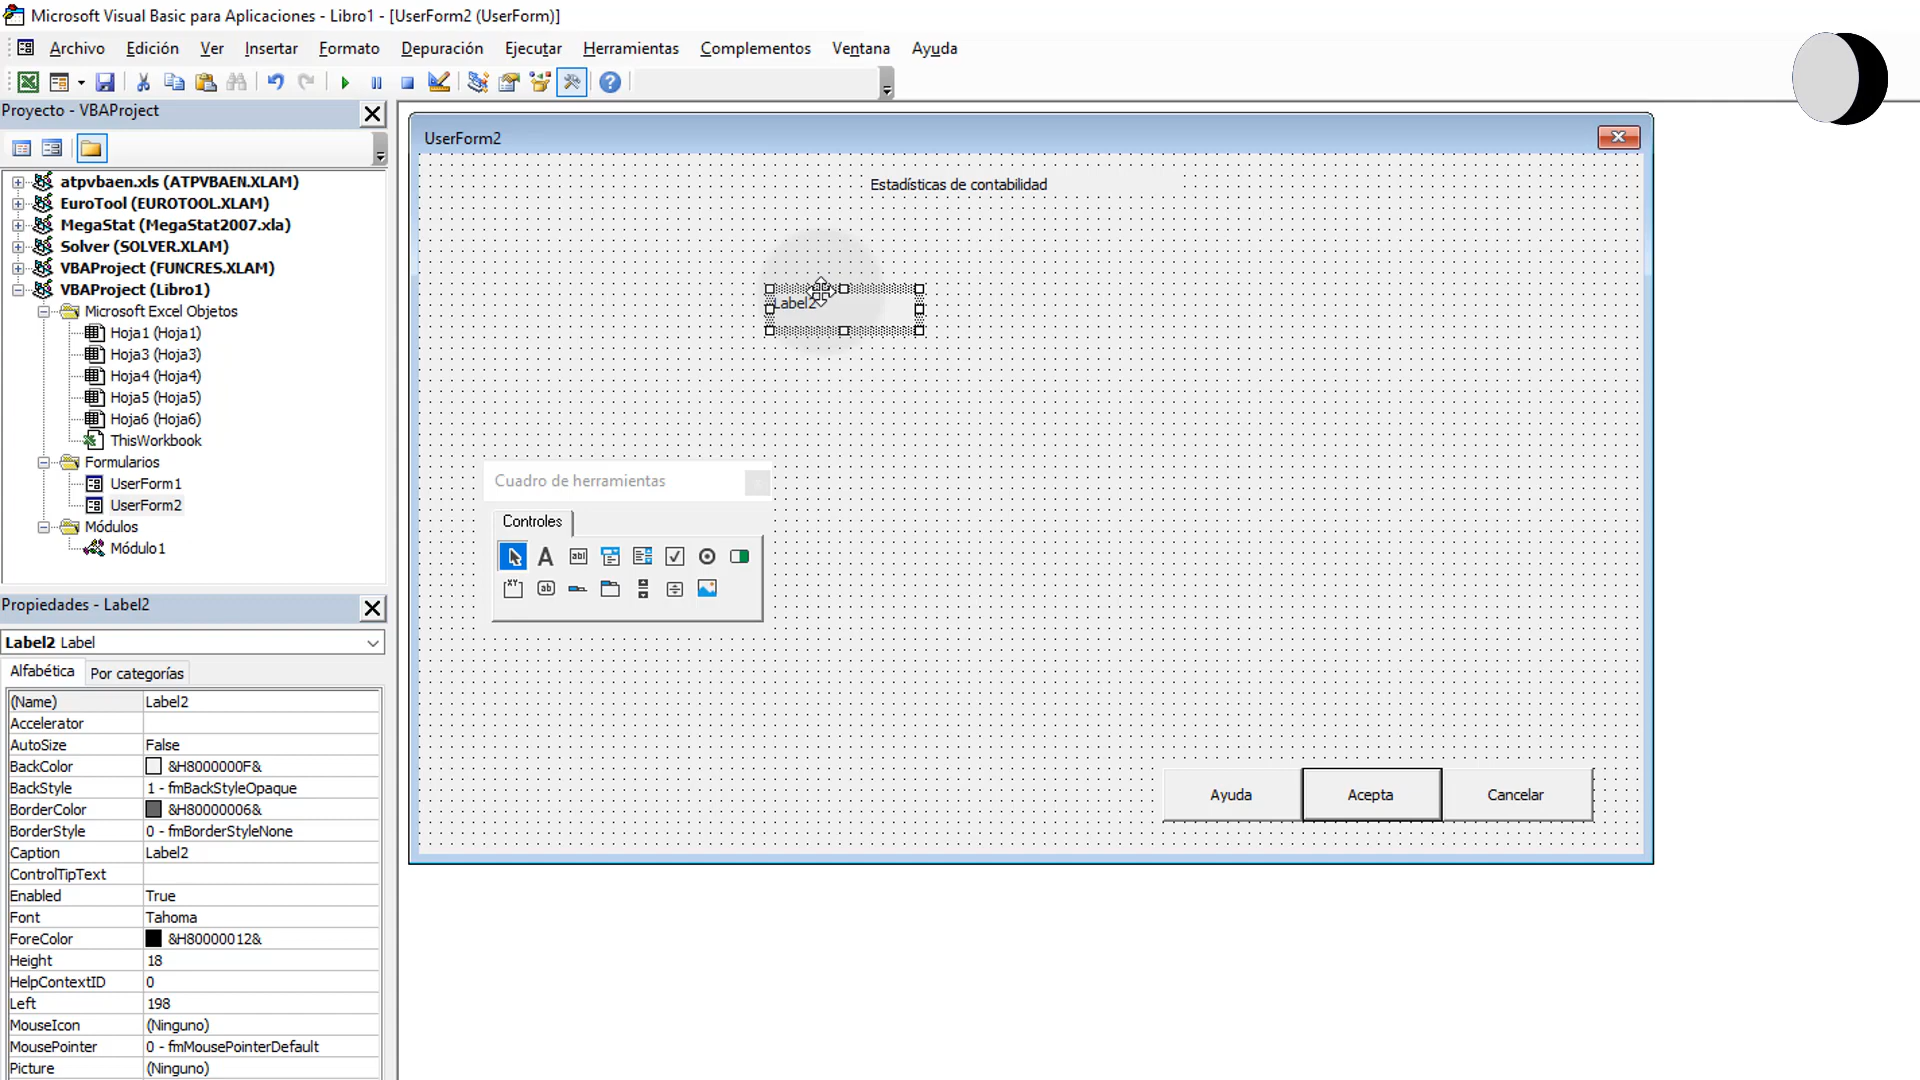 Microsoft Visual Basic para Aplicaciones - Libro1 - [UserForm2 (UserForm)]
Archivo Edición Ver Insertar Formato Depuración Ejecutar Herramientas Complementos Ventana Ayuda
Proyecto - VBAProject
atpvbaen.xls (ATPVBAEN.XLAM)
EuroTool (EUROTOOL.XLAM)
MegaStat (MegaStat2007.xla)
Solver (SOLVER.XLAM)
VBAProject (FUNCRES.XLAM)
VBAProject (Libro1)
Microsoft Excel Objetos
Hoja1 (Hoja1)
Hoja3 (Hoja3)
Hoja4 (Hoja4)
Hoja5 (Hoja5)
Hoja6 (Hoja6)
ThisWorkbook
Formularios
UserForm1
UserForm2
Módulos
Módulo1
Propiedades - Label2
Label2 Label
Alfabética Por categorías
(Name) Label2
Accelerator
AutoSize False
BackColor &H8000000F&
BackStyle 1 - fmBackStyleOpaque
BorderColor &H80000006&
BorderStyle 0 - fmBorderStyleNone
Caption Label2
ControlTipText
Enabled True
Font Tahoma
ForeColor &H80000012&
Height 18
HelpContextID 0
Left 198
MouseIcon (Ninguno)
MousePointer 0 - fmMousePointerDefault
Picture (Ninguno)
UserForm2
Estadísticas de contabilidad
Label2
Cuadro de herramientas
Controles
A abl
XY ab
Ayuda Acepta Cancelar